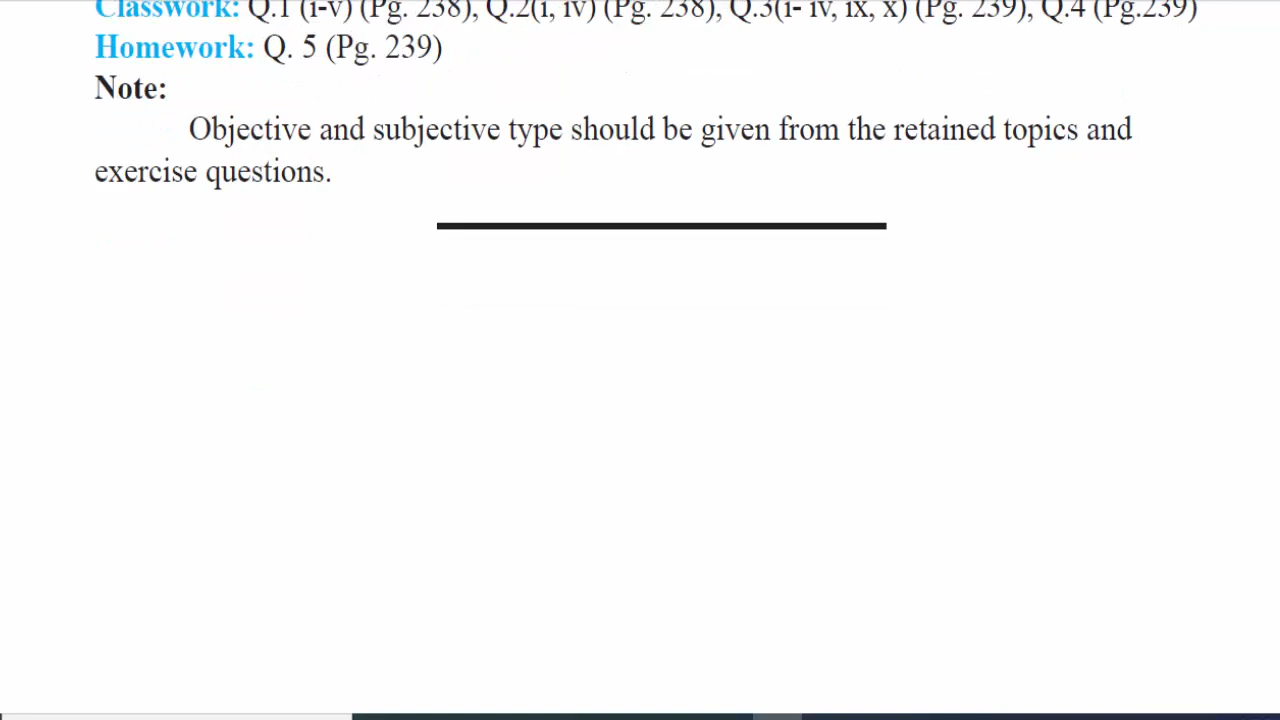 Classwork: Q.1 (i-v) (Pg. 238), Q.2(i, iv) (Pg. 238), Q.3(i- iv, ix, x) (Pg. 239), Q.4 (Pg.239)
Homework: Q. 5 (Pg. 239)
Note:
Objective and subjective type should be given from the retained topics and
exercise questions.